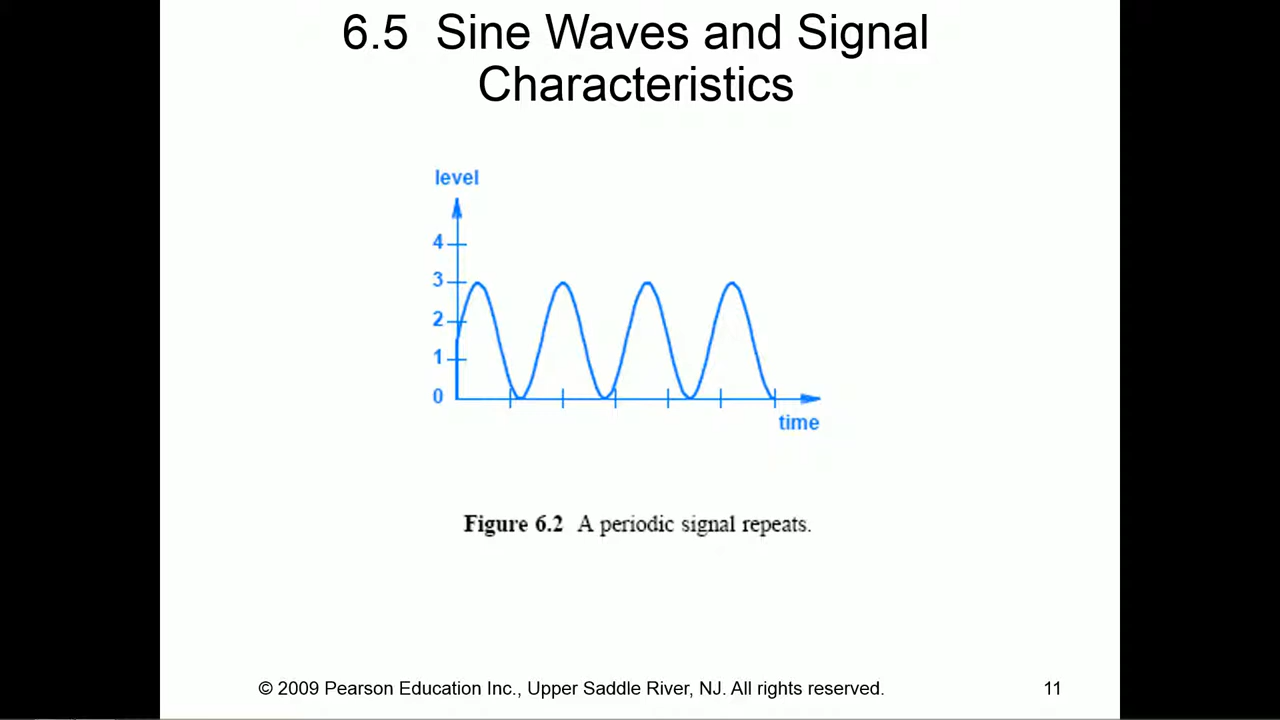 6.5 Sine Waves and Signal
Characteristics
level
4
3
2
1
0
time
Figure 6.2 A periodic signal repeats.
© 2009 Pearson Education Inc., Upper Saddle River, NJ. All rights reserved.
11